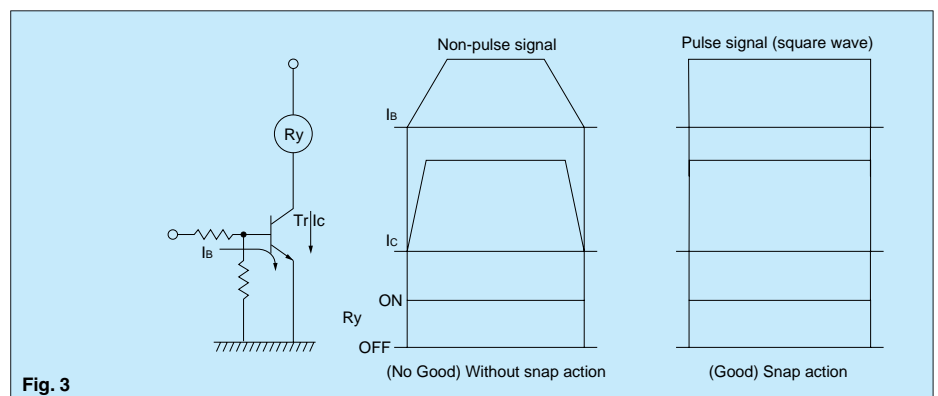 Non-pulse signal
Pulse signal (square wave)
IB
Ry
Tr Ic
IB
Ic
ON
Ry
OFF
(No Good) Without snap action
(Good) Snap action
Fig. 3